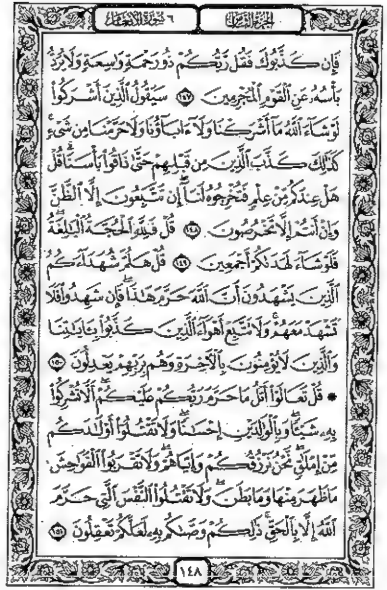 الجزء الثامن ٦ سورة الأنعام
فَإِن كَذَّبُوكَ فَقُل رَّبُّكُمْ ذُو رَحْمَةٍ وَٰسِعَةٍ وَلَا يُرَدُّ
بَأْسُهُۥ عَنِ ٱلْقَوْمِ ٱلْمُجْرِمِينَ ١٤٧ سَيَقُولُ ٱلَّذِينَ أَشْرَكُوا۟
لَوْ شَآءَ ٱللَّهُ مَآ أَشْرَكْنَا وَلَآ ءَابَآؤُنَا وَلَا حَرَّمْنَا مِن شَىْءٍ
كَذَٰلِكَ كَذَّبَ ٱلَّذِينَ مِن قَبْلِهِمْ حَتَّىٰ ذَاقُوا۟ بَأْسَنَا قُلْ
هَلْ عِندَكُم مِّنْ عِلْمٍ فَتُخْرِجُوهُ لَنَآ إِن تَتَّبِعُونَ إِلَّا ٱلظَّنَّ
وَإِنْ أَنتُمْ إِلَّا تَخْرُصُونَ ١٤٨ قُلْ فَلِلَّهِ ٱلْحُجَّةُ ٱلْبَٰلِغَةُ
فَلَوْ شَآءَ لَهَدَىٰكُمْ أَجْمَعِينَ ١٤٩ قُلْ هَلُمَّ شُهَدَآءَكُمُ
ٱلَّذِينَ يَشْهَدُونَ أَنَّ ٱللَّهَ حَرَّمَ هَٰذَا فَإِن شَهِدُوا۟ فَلَا
تَشْهَدْ مَعَهُمْ وَلَا تَتَّبِعْ أَهْوَآءَ ٱلَّذِينَ كَذَّبُوا۟ بِـَٔايَٰتِنَا
وَٱلَّذِينَ لَا يُؤْمِنُونَ بِٱلْـَٔاخِرَةِ وَهُم بِرَبِّهِمْ يَعْدِلُونَ ١٥٠
۞ قُلْ تَعَالَوْا۟ أَتْلُ مَا حَرَّمَ رَبُّكُمْ عَلَيْكُمْ أَلَّا تُشْرِكُوا۟
بِهِۦ شَيْـًٔا وَبِٱلْوَٰلِدَيْنِ إِحْسَٰنًا وَلَا تَقْتُلُوٓا۟ أَوْلَٰدَكُم
مِّنْ إِمْلَٰقٍ نَّحْنُ نَرْزُقُكُمْ وَإِيَّاهُمْ وَلَا تَقْرَبُوا۟ ٱلْفَوَٰحِشَ
مَا ظَهَرَ مِنْهَا وَمَا بَطَنَ وَلَا تَقْتُلُوا۟ ٱلنَّفْسَ ٱلَّتِى حَرَّمَ
ٱللَّهُ إِلَّا بِٱلْحَقِّ ذَٰلِكُمْ وَصَّىٰكُم بِهِۦ لَعَلَّكُمْ تَعْقِلُونَ ١٥١
١٤٨